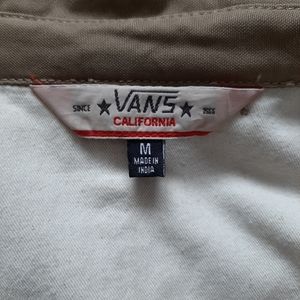 SINCE ★ VANS ★ 1966
CALIFORNIA
M
MADE IN
INDIA